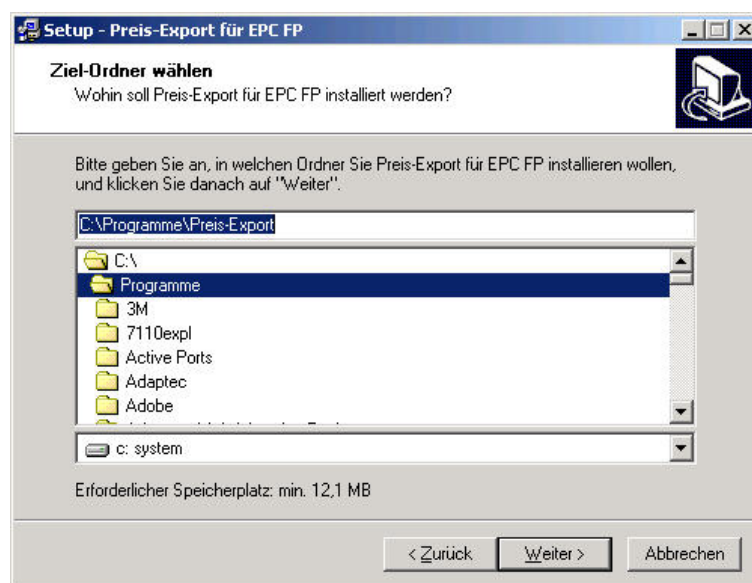 Setup - Preis-Export für EPC FP
Ziel-Ordner wählen
Wohin soll Preis-Export für EPC FP installiert werden?
Bitte geben Sie an, in welchen Ordner Sie Preis-Export für EPC FP installieren wollen,
und klicken Sie danach auf "Weiter".
C:\Programme\Preis-Export
C:\
Programme
3M
7110expl
Active Ports
Adaptec
Adobe
c: system
Erforderlicher Speicherplatz: min. 12,1 MB
< Zurück
Weiter >
Abbrechen